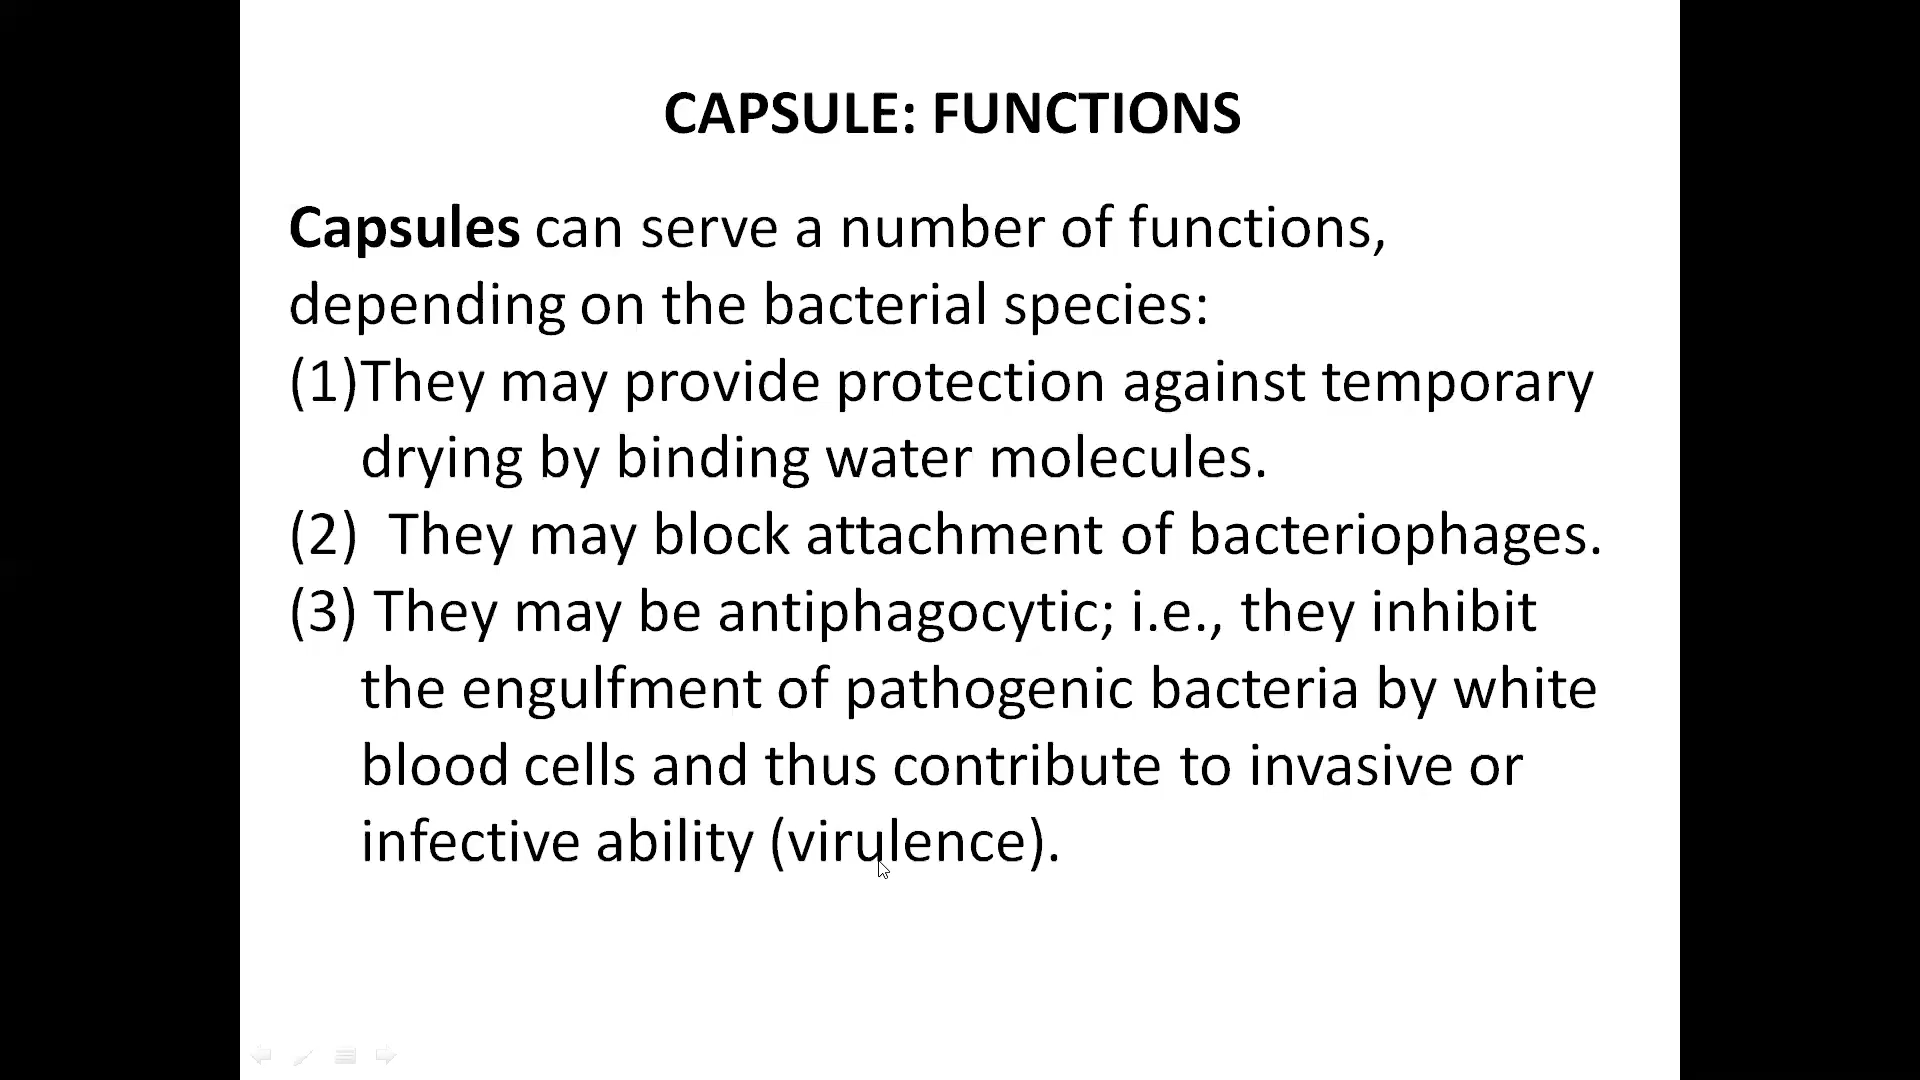 CAPSULE: FUNCTIONS
Capsules can serve a number of functions,
depending on the bacterial species:
(1)They may provide protection against temporary
drying by binding water molecules.
(2) They may block attachment of bacteriophages.
(3) They may be antiphagocytic; i.e., they inhibit
the engulfment of pathogenic bacteria by white
blood cells and thus contribute to invasive or
infective ability (virulence).